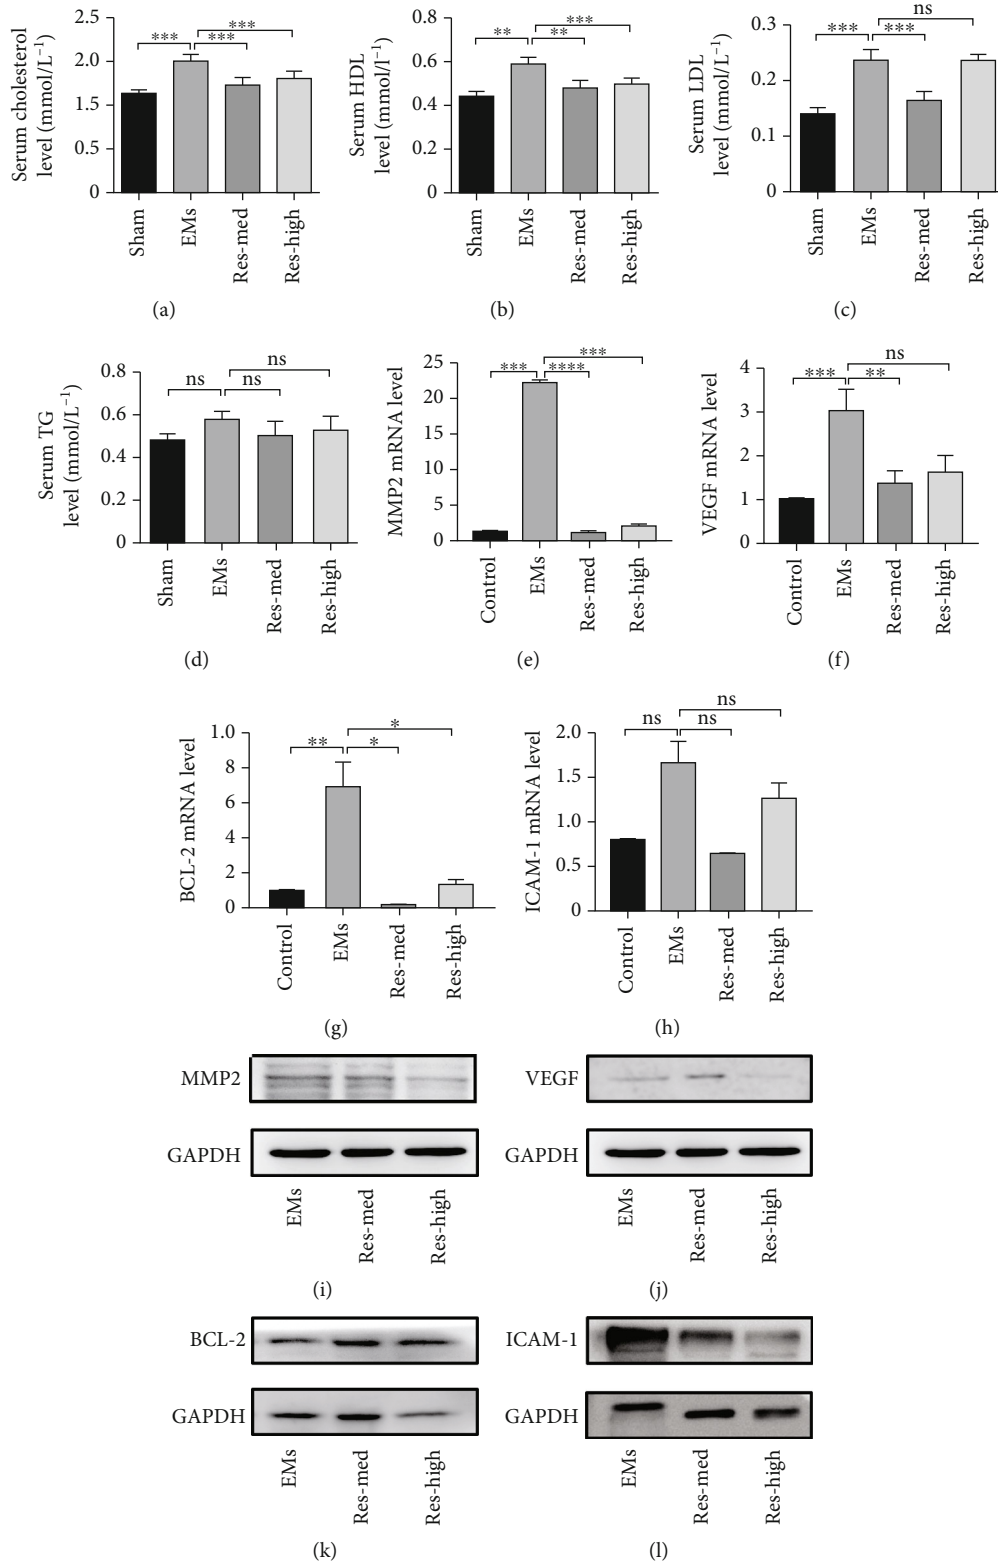 Serum cholesterol
level (mmol/L⁻¹)
2.5
2.0
1.5
1.5
0
***
***
***
Sham
EMs
Res-med
Res-high
(a)
Serum HDL
level (mmol/l⁻¹)
0.8
0.6
0.4
0.2
0
**
**
***
Sham
EMs
Res-med
Res-high
(b)
Serum LDL
level (mmol/L⁻¹)
0.3
0.2
0.1
0
***
***
ns
Sham
EMs
Res-med
Res-high
(c)
Serum TG
level (mmol/L⁻¹)
0.8
0.6
0.4
0.2
0
ns
ns
ns
Sham
EMs
Res-med
Res-high
(d)
MMP2 mRNA level
25
20
15
10
5
0
***
****
***
Control
EMs
Res-med
Res-high
(e)
VEGF mRNA level
4
3
2
1
0
***
**
ns
Control
EMs
Res-med
Res-high
(f)
BCL-2 mRNA level
1.0
8
6
4
2
0
**
*
*
Control
EMs
Res-med
Res-high
(g)
ICAM-1 mRNA level
2.0
1.5
1.0
0.5
0
ns
ns
ns
Control
EMs
Res-med
Res-high
(h)
MMP2
GAPDH
EMs
Res-med
Res-high
(i)
VEGF
GAPDH
EMs
Res-med
Res-high
(j)
BCL-2
GAPDH
EMs
Res-med
Res-high
(k)
ICAM-1
GAPDH
EMs
Res-med
Res-high
(l)